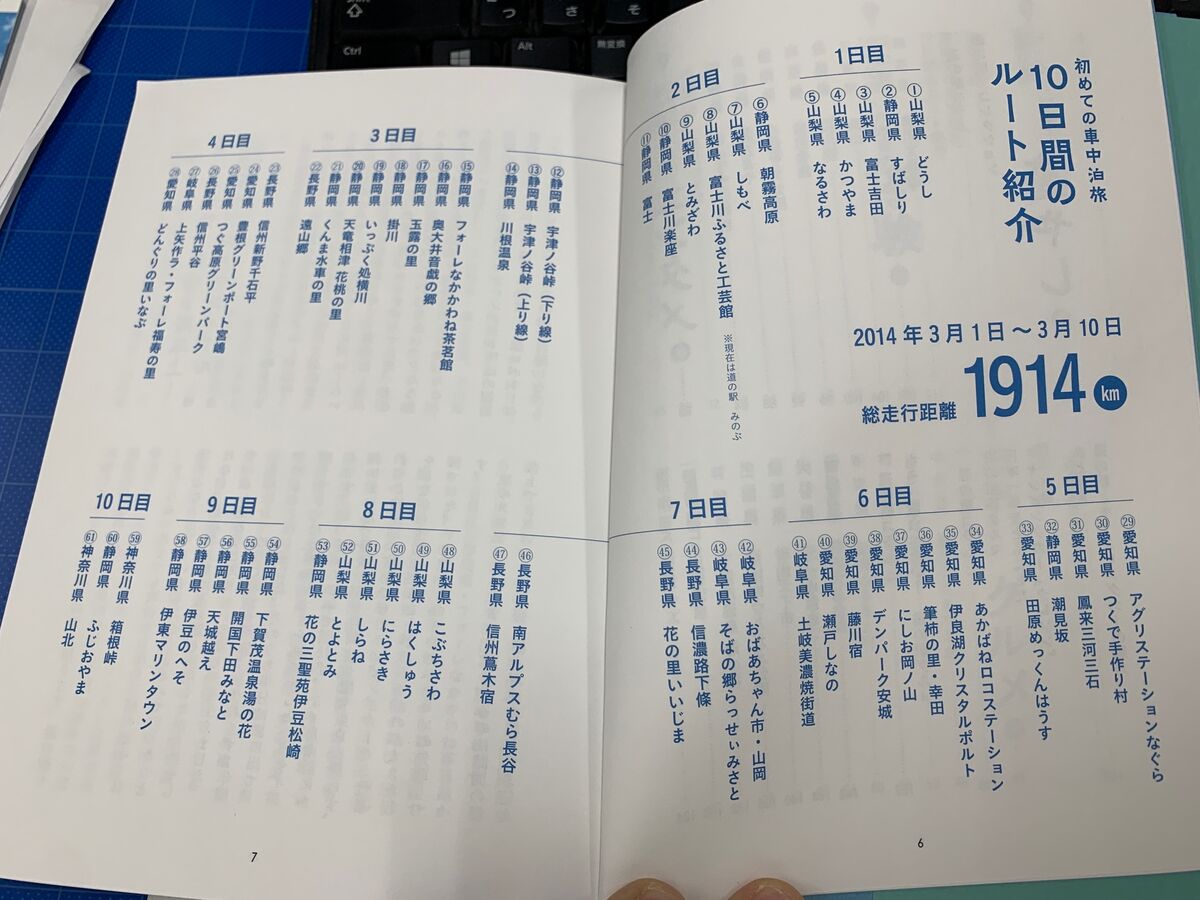 初めての車中泊旅
10日間の
ルート紹介
2014年3月1日～3月10日
総走行距離 1914 km
1日目
①山梨県 どうし
②静岡県 すばしり
③山梨県 富士吉田
④山梨県 かつやま
⑤山梨県 なるさわ
2日目
⑥静岡県 朝霧高原
⑦山梨県 しもべ
⑧山梨県 富士川ふるさと工芸館 ※現在は道の駅 みのぶ
⑨山梨県 とみざわ
⑩静岡県 富士川楽座
⑪静岡県 富士
⑫静岡県 宇津ノ谷峠（下り線）
⑬静岡県 宇津ノ谷峠（上り線）
⑭静岡県 川根温泉
3日目
⑮静岡県 フォーレなかかわね茶茗館
⑯静岡県 奥大井音戯の郷
⑰静岡県 玉露の里
⑱静岡県 掛川
⑲静岡県 いっぷく処横川
⑳静岡県 天竜相津 花桃の里
㉑静岡県 くんま水車の里
㉒長野県 遠山郷
4日目
㉓長野県 信州新野千石平
㉔愛知県 豊根グリーンポート宮嶋
㉕愛知県 つぐ高原グリーンパーク
㉖長野県 信州平谷
㉗岐阜県 上矢作ラ・フォーレ福寿の里
㉘愛知県 どんぐりの里いなぶ
5日目
㉙愛知県 アグリステーションなぐら
㉚愛知県 つくで手作り村
㉛愛知県 鳳来三河三石
㉜静岡県 潮見坂
㉝愛知県 田原めっくんはうす
6日目
㉞愛知県 あかばねロコステーション
㉟愛知県 伊良湖クリスタルポルト
㊱愛知県 筆柿の里・幸田
㊲愛知県 にしお岡ノ山
㊳愛知県 デンパーク安城
㊴愛知県 藤川宿
㊵愛知県 瀬戸しなの
㊶岐阜県 土岐美濃焼街道
7日目
㊷岐阜県 おばあちゃん市・山岡
㊸岐阜県 そばの郷らっせぃみさと
㊹長野県 信濃路下條
㊺長野県 花の里いいじま
㊻長野県 南アルプスむら長谷
㊼長野県 信州蔦木宿
8日目
㊽山梨県 こぶちさわ
㊾山梨県 はくしゅう
㊿山梨県 にらさき
51山梨県 しらね
52山梨県 とよとみ
53静岡県 花の三聖苑伊豆松崎
9日目
54静岡県 下賀茂温泉湯の花
55静岡県 開国下田みなと
56静岡県 天城越え
57静岡県 伊豆のへそ
58静岡県 伊東マリンタウン
10日目
59神奈川県 箱根峠
60静岡県 ふじおやま
61神奈川県 山北
6
7
Ctrl
Alt
無変換
こ
っ
さ
そ